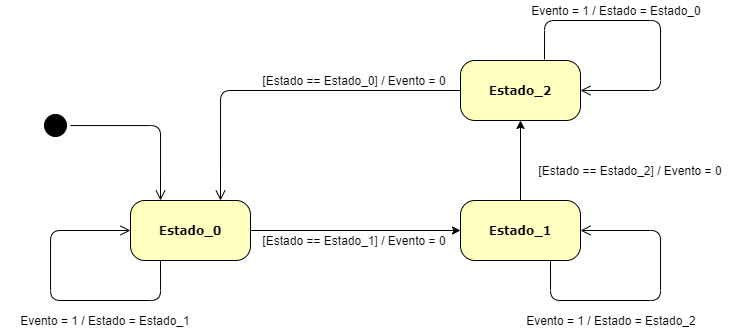 Evento = 1 / Estado = Estado_0
[Estado == Estado_0] / Evento = 0
Estado_2
[Estado == Estado_2] / Evento = 0
Estado_0
Estado_1
[Estado == Estado_1] / Evento = 0
Evento = 1 / Estado = Estado_1
Evento = 1 / Estado = Estado_2